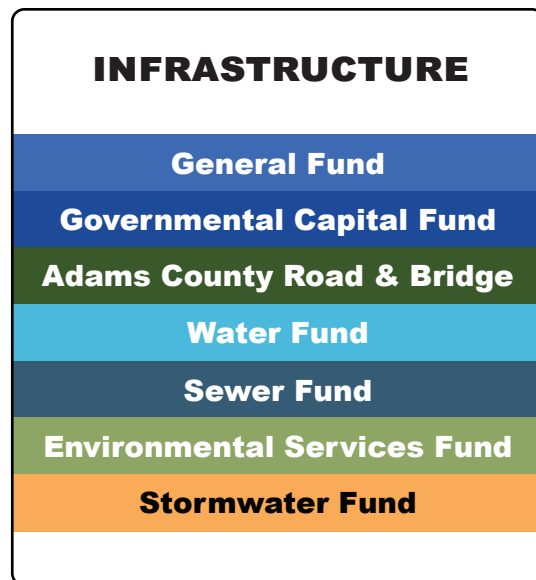 INFRASTRUCTURE
General Fund
Governmental Capital Fund
Adams County Road & Bridge
Water Fund
Sewer Fund
Environmental Services Fund
Stormwater Fund